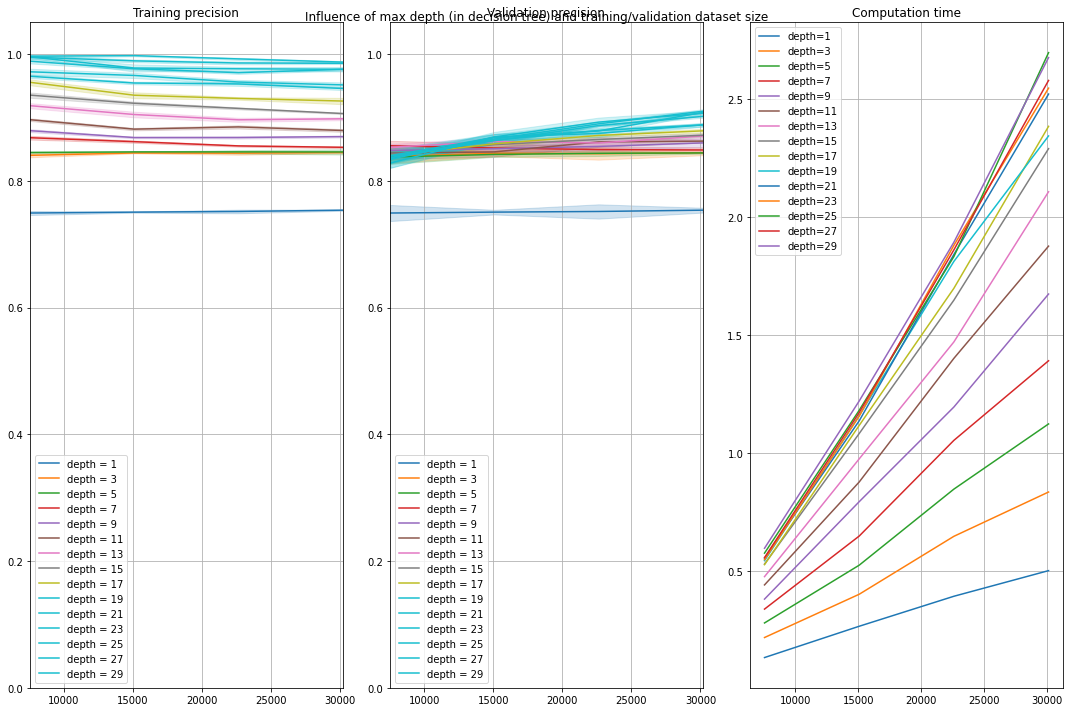 Influence of max depth (in decision tree) and training/validation dataset size
Training precision
1.0
0.8
0.6
0.4
0.2
0.0
10000 15000 20000 25000 30000
depth = 1
depth = 3
depth = 5
depth = 7
depth = 9
depth = 11
depth = 13
depth = 15
depth = 17
depth = 19
depth = 21
depth = 23
depth = 25
depth = 27
depth = 29
Validation precision
1.0
0.8
0.6
0.4
0.2
0.0
10000 15000 20000 25000 30000
depth = 1
depth = 3
depth = 5
depth = 7
depth = 9
depth = 11
depth = 13
depth = 15
depth = 17
depth = 19
depth = 21
depth = 23
depth = 25
depth = 27
depth = 29
Computation time
2.5
2.0
1.5
1.0
0.5
10000 15000 20000 25000 30000
depth=1
depth=3
depth=5
depth=7
depth=9
depth=11
depth=13
depth=15
depth=17
depth=19
depth=21
depth=23
depth=25
depth=27
depth=29